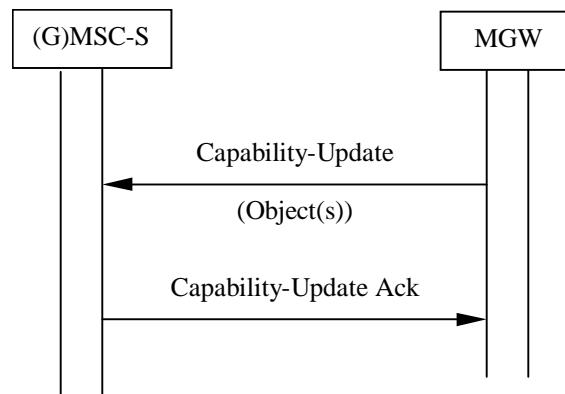 (G)MSC-S
MGW
Capability-Update
(Object(s))
Capability-Update Ack